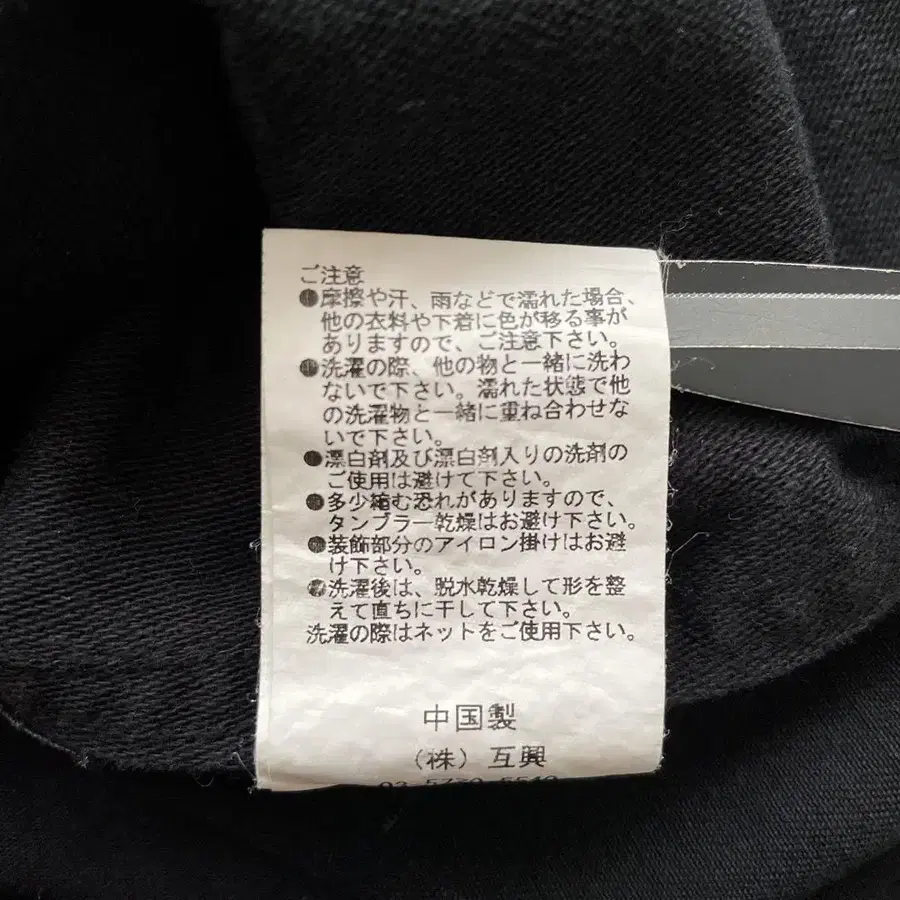 ご注意
●摩擦や汗、雨などで濡れた場合、
他の衣料や下着に色が移る事が
ありますので、ご注意下さい。
●洗濯の際、他の物と一緒に洗わ
ないで下さい。濡れた状態で他
の洗濯物と一緒に重ね合わせな
いで下さい。
●漂白剤及び漂白剤入りの洗剤の
ご使用は避けて下さい。
●多少縮む恐れがありますので、
タンブラー乾燥はお避け下さい。
●装飾部分のアイロン掛けはお避
け下さい。
●洗濯後は、脱水乾燥して形を整
えて直ちに干して下さい。
洗濯の際はネットをご使用下さい。
中国製
（株）互興